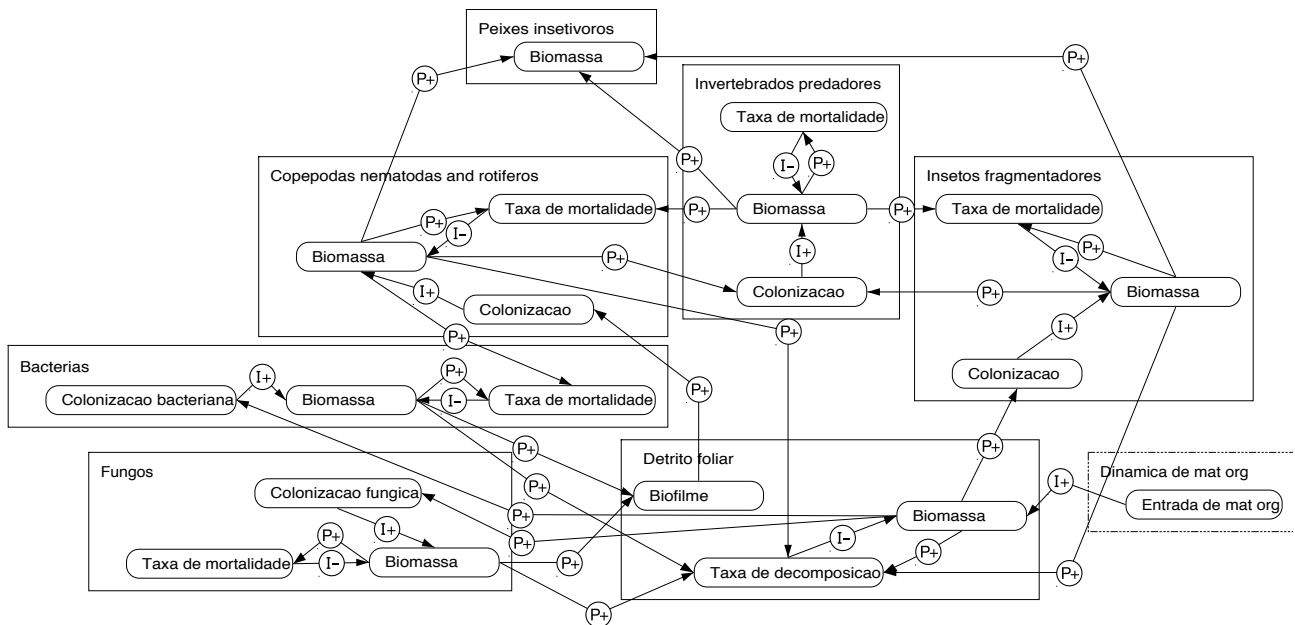 Peixes insetivoros
Biomassa
P+
P+
Invertebrados predadores
Taxa de mortalidade
I−
P+
P+
Biomassa
P+
P+
I+
Colonizacao
Copepodas nematodas and rotiferos
Taxa de mortalidade
P+
I−
Biomassa
P+
I+
Colonizacao
P+
P+
P+
Insetos fragmentadores
Taxa de mortalidade
P+
I−
Biomassa
P+
I+
Colonizacao
Bacterias
I+
P+
Colonizacao bacteriana
Biomassa
I−
Taxa de mortalidade
P+
P+
Fungos
Colonizacao fungica
I+
P+
Taxa de mortalidade
I−
Biomassa
P+
P+
P+
P+
Detrito foliar
P+
Biofilme
Biomassa
I−
P+
Taxa de decomposicao
I+
P+
Dinamica de mat org
Entrada de mat org